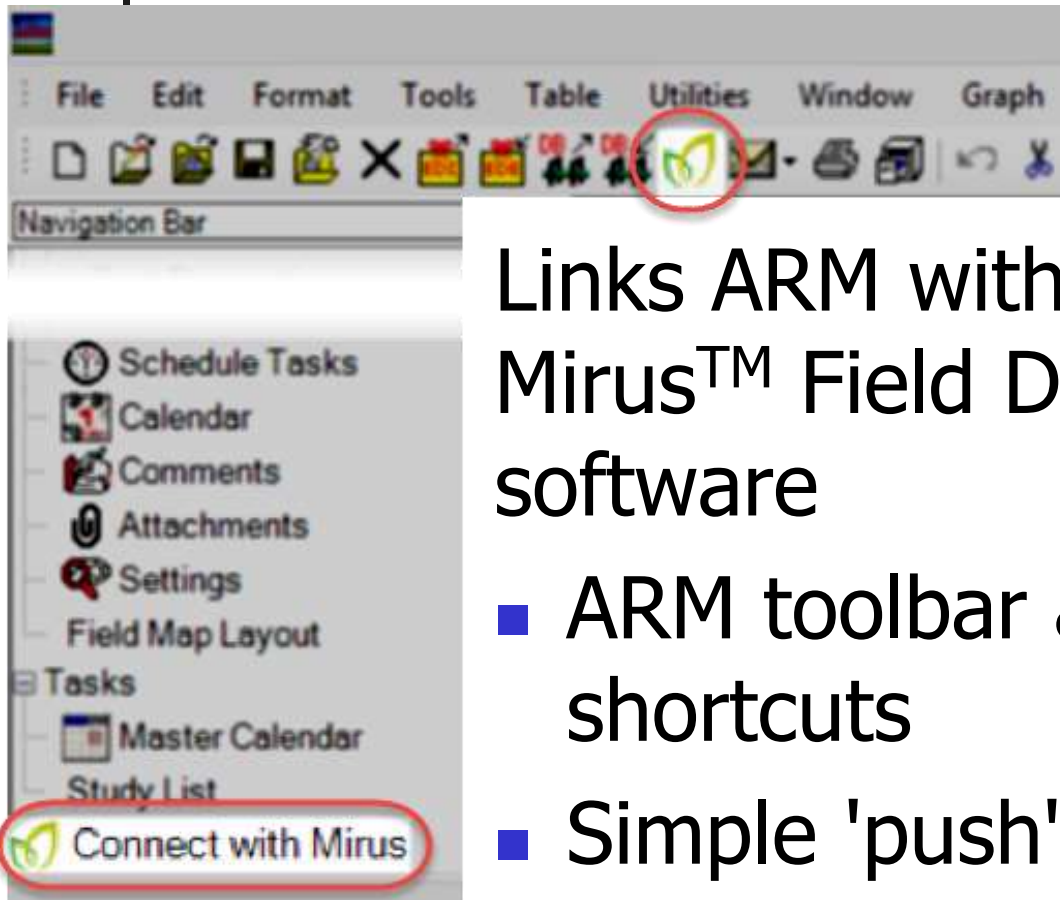 File Edit Format Tools Table Utilities Window Graph
Navigation Bar
Schedule Tasks
Calendar
Comments
Attachments
Settings
Field Map Layout
Tasks
Master Calendar
Study List
Connect with Mirus
Links ARM with
Mirus™ Field D
software
ARM toolbar
shortcuts
Simple 'push'